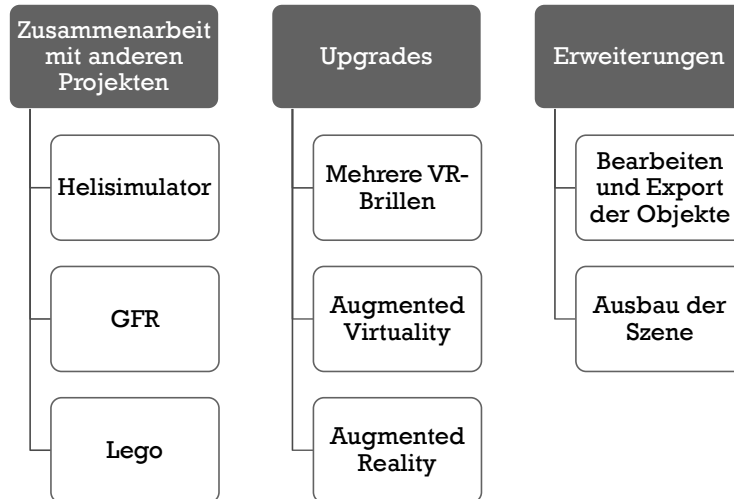 Zusammenarbeit
mit anderen
Projekten
Helisimulator
GFR
Lego
Upgrades
Mehrere VR-
Brillen
Augmented
Virtuality
Augmented
Reality
Erweiterungen
Bearbeiten
und Export
der Objekte
Ausbau der
Szene